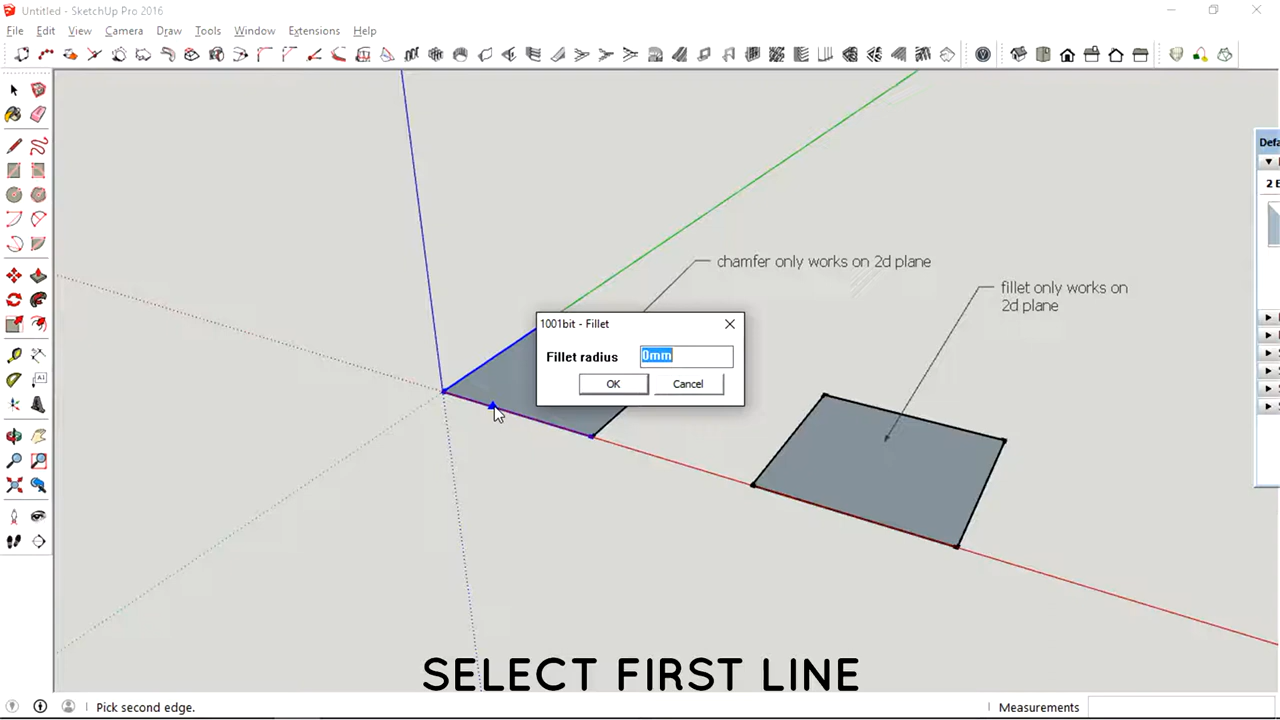 Untitled - SketchUp Pro 2016
File Edit View Camera Draw Tools Window Extensions Help
Defa
2 E
chamfer only works on 2d plane
fillet only works on
2d plane
1001bit - Fillet
Fillet radius 0mm
OK Cancel
SELECT FIRST LINE
Pick second edge. Measurements